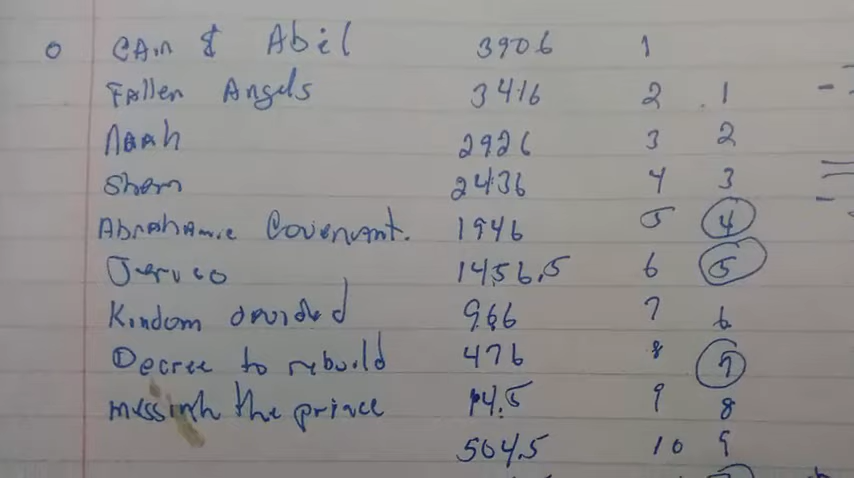 0 CAin & Abel 3906 1
Fallen Angels 3416 2 1
Noah 2926 3 2
Shem 2436 4 3
Abrahamic Covenant. 1946 5 4
Jerico 1456.5 6 5
Kindom devided 966 7 6
Decree to rebuild 476 8 7
messiah the prince 14.5 9 8
504.5 10 9